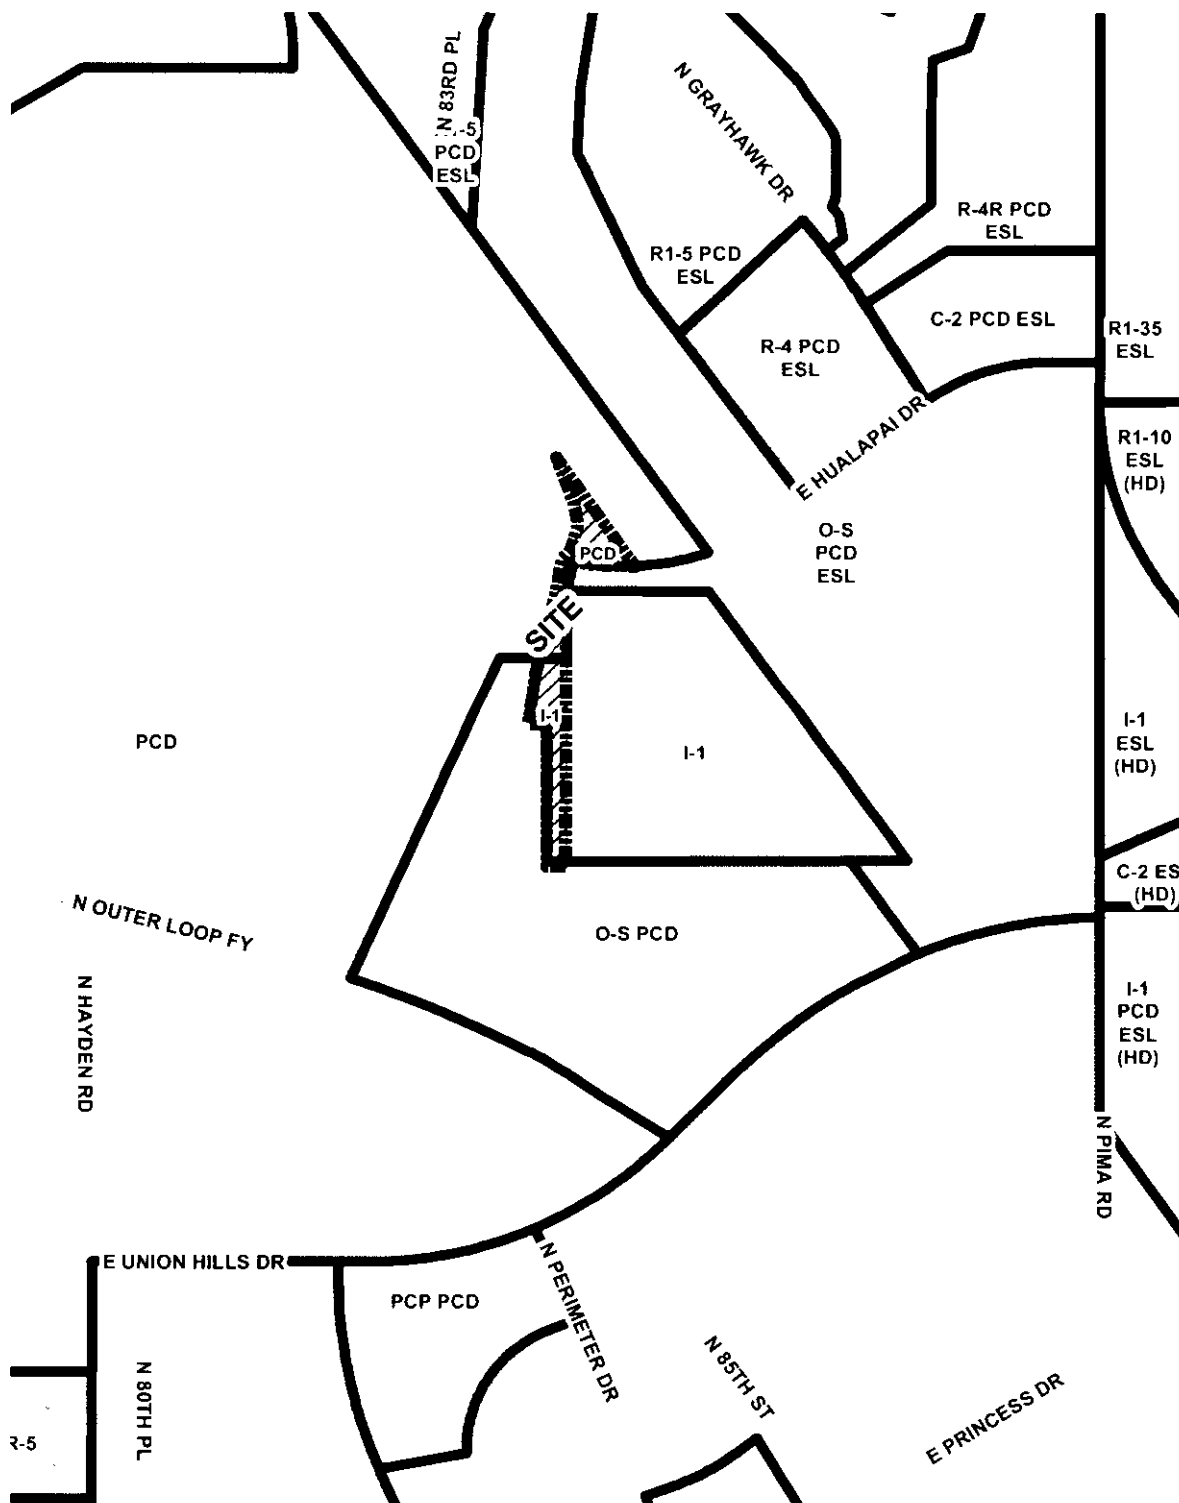 N 83RD PL
-5
PCD
ESL
N GRAYHAWK DR
R-4R PCD
ESL
R1-5 PCD
ESL
C-2 PCD ESL
R1-35
ESL
R-4 PCD
ESL
E HUALAPAI DR
R1-10
ESL
(HD)
O-S
PCD
ESL
PCD
SITE
I-1
PCD
I-1
I-1
ESL
(HD)
C-2 ES
(HD)
N OUTER LOOP FY
O-S PCD
N HAYDEN RD
I-1
PCD
ESL
(HD)
N PIMA RD
E UNION HILLS DR
PCP PCD
N PERIMETER DR
N 80TH PL
N 85TH ST
E PRINCESS DR
R-5